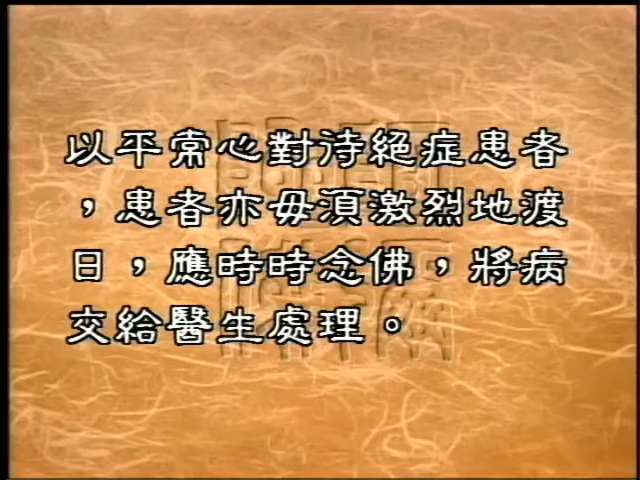 以平常心對待絕症患者
，患者亦毋須激烈地渡
日，應時時念佛，將病
交給醫生處理。